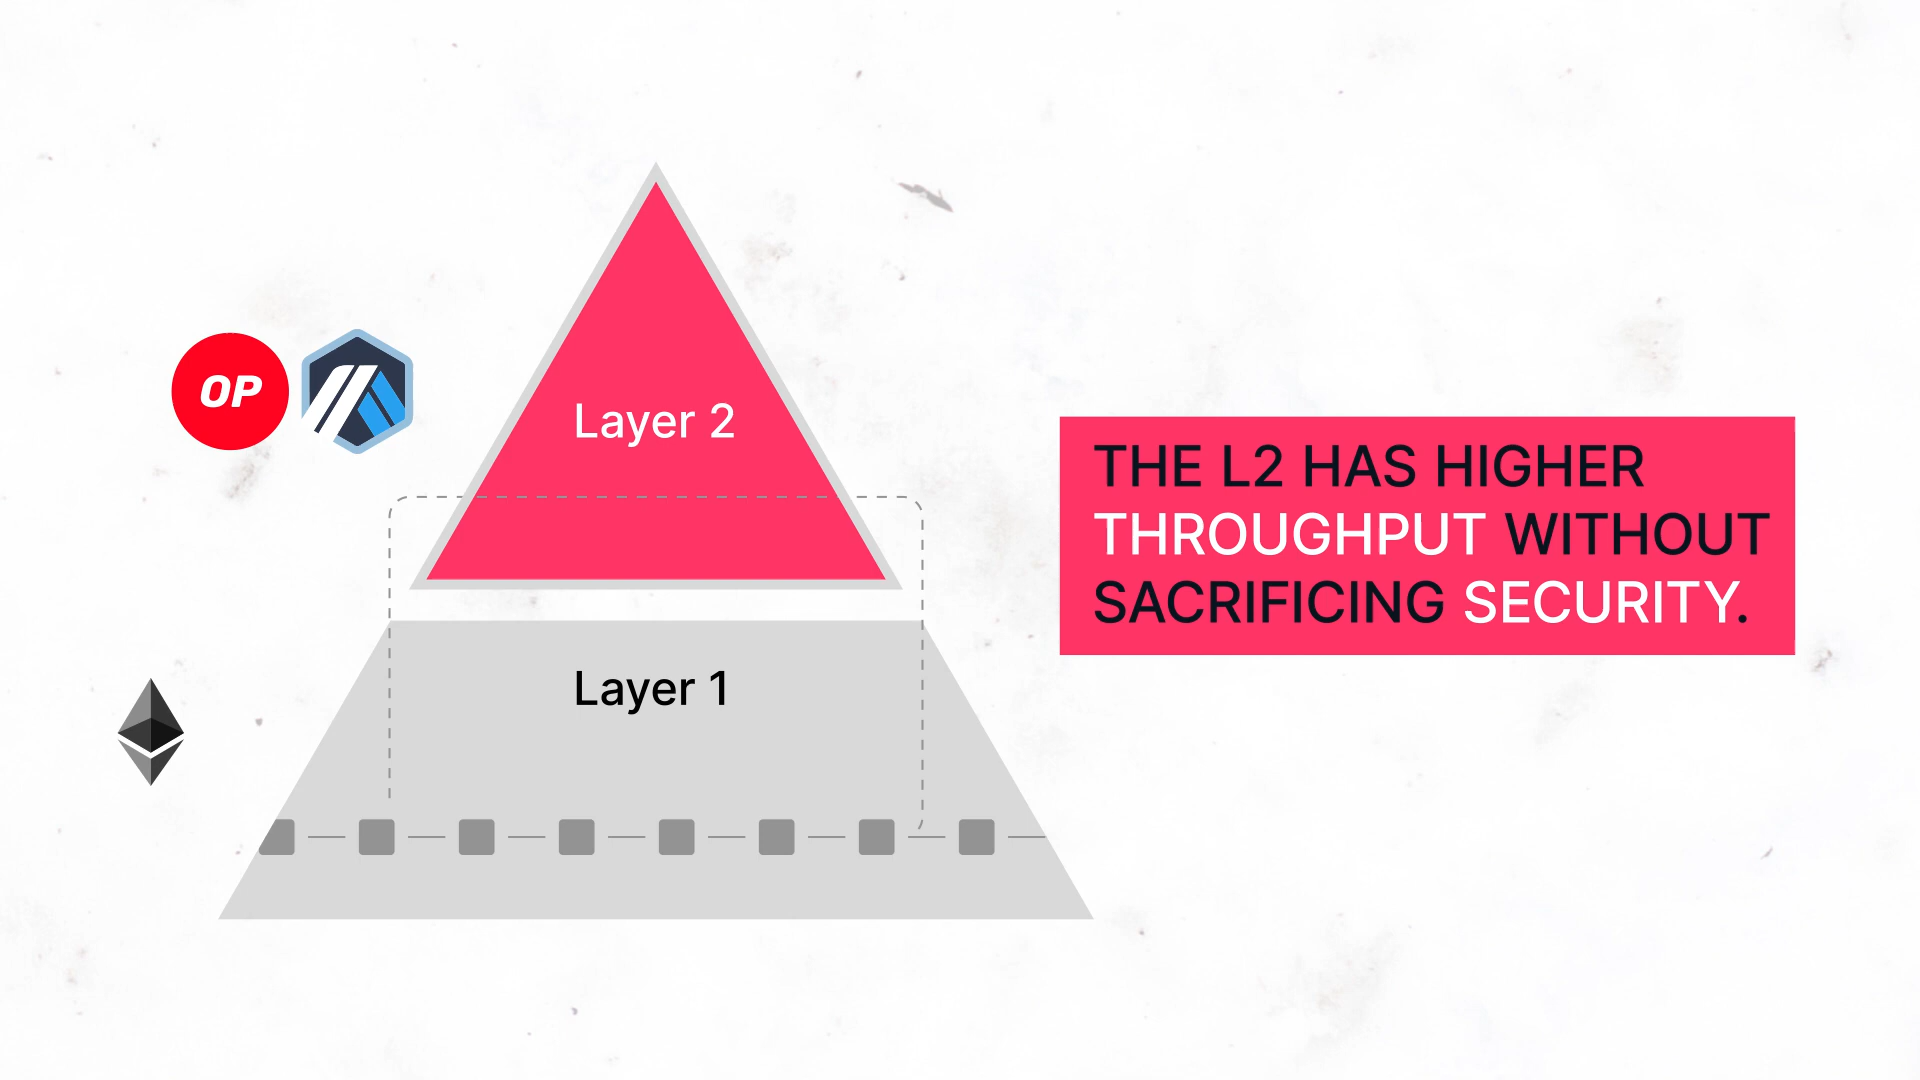 OP
Layer 2
Layer 1
THE L2 HAS HIGHER
THROUGHPUT WITHOUT
SACRIFICING SECURITY.